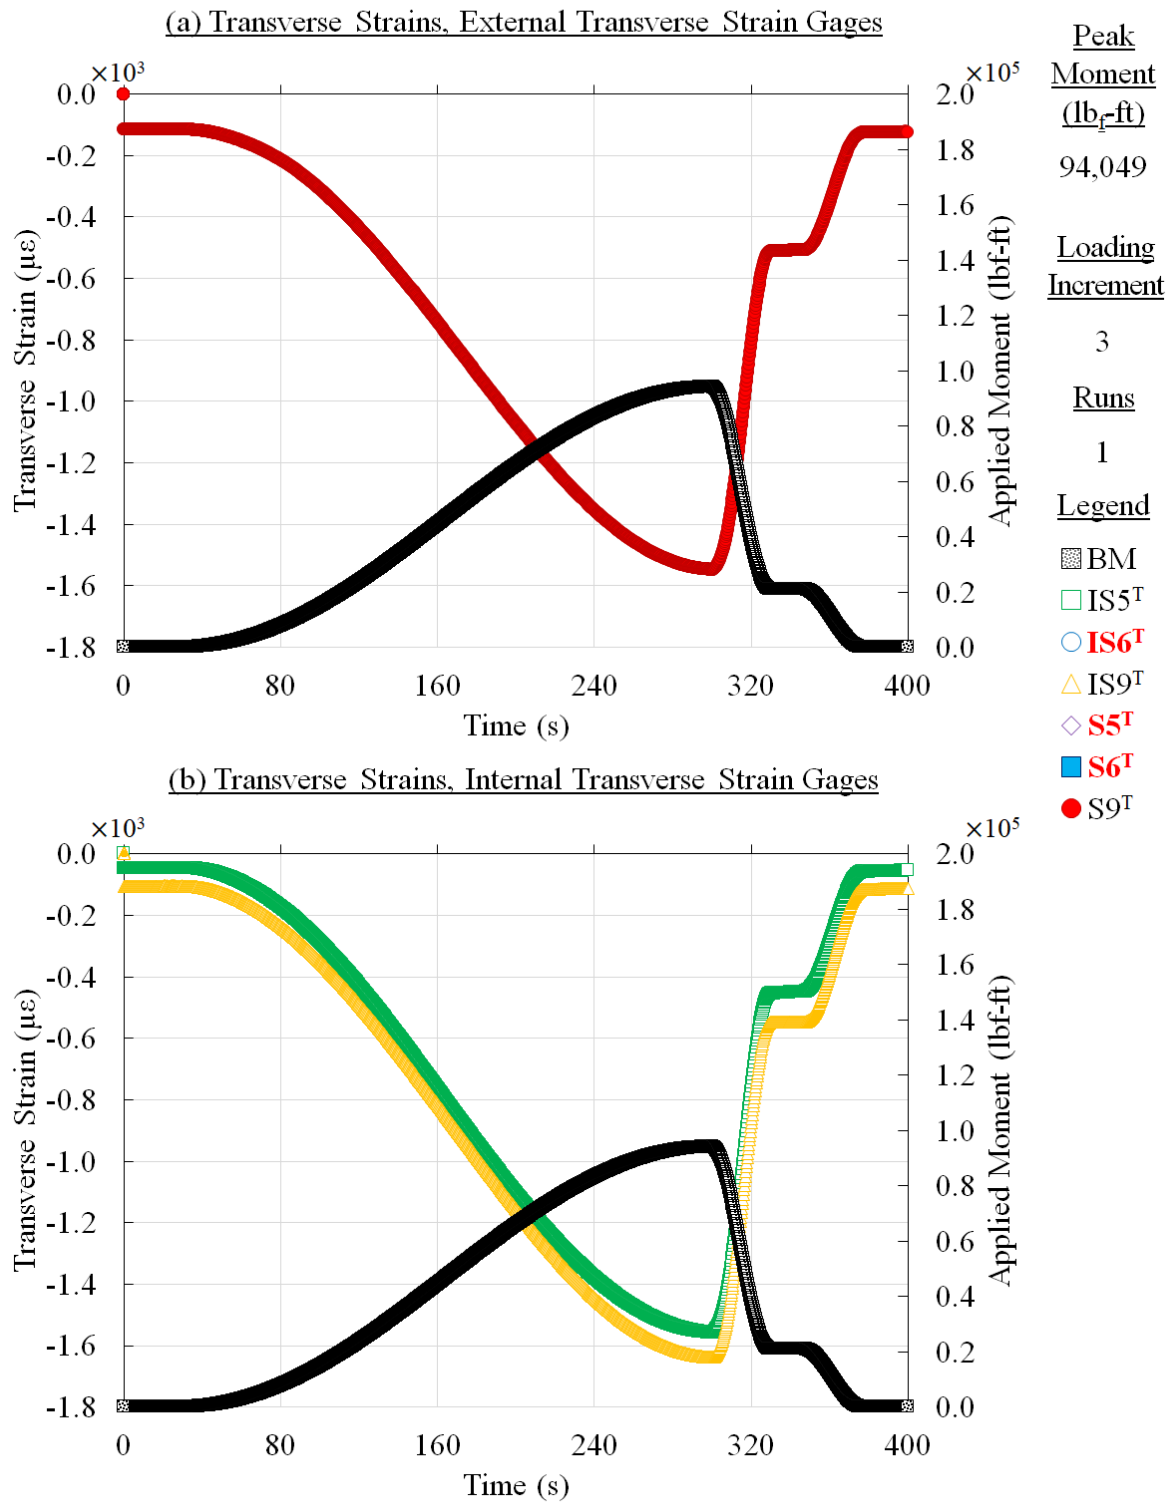 (a) Transverse Strains, External Transverse Strain Gages
×10³
×10⁵
0.0
-0.2
-0.4
-0.6
-0.8
-1.0
-1.2
-1.4
-1.6
-1.8
Transverse Strain (με)
2.0
1.8
1.6
1.4
1.2
1.0
0.8
0.6
0.4
0.2
0.0
Applied Moment (lbf-ft)
0 80 160 240 320 400
Time (s)
Peak
Moment
(lbf-ft)
94,049
Loading
Increment
3
Runs
1
Legend
BM
IS5ᵀ
IS6ᵀ
IS9ᵀ
S5ᵀ
S6ᵀ
S9ᵀ
(b) Transverse Strains, Internal Transverse Strain Gages
×10³
×10⁵
0.0
-0.2
-0.4
-0.6
-0.8
-1.0
-1.2
-1.4
-1.6
-1.8
Transverse Strain (με)
2.0
1.8
1.6
1.4
1.2
1.0
0.8
0.6
0.4
0.2
0.0
Applied Moment (lbf-ft)
0 80 160 240 320 400
Time (s)